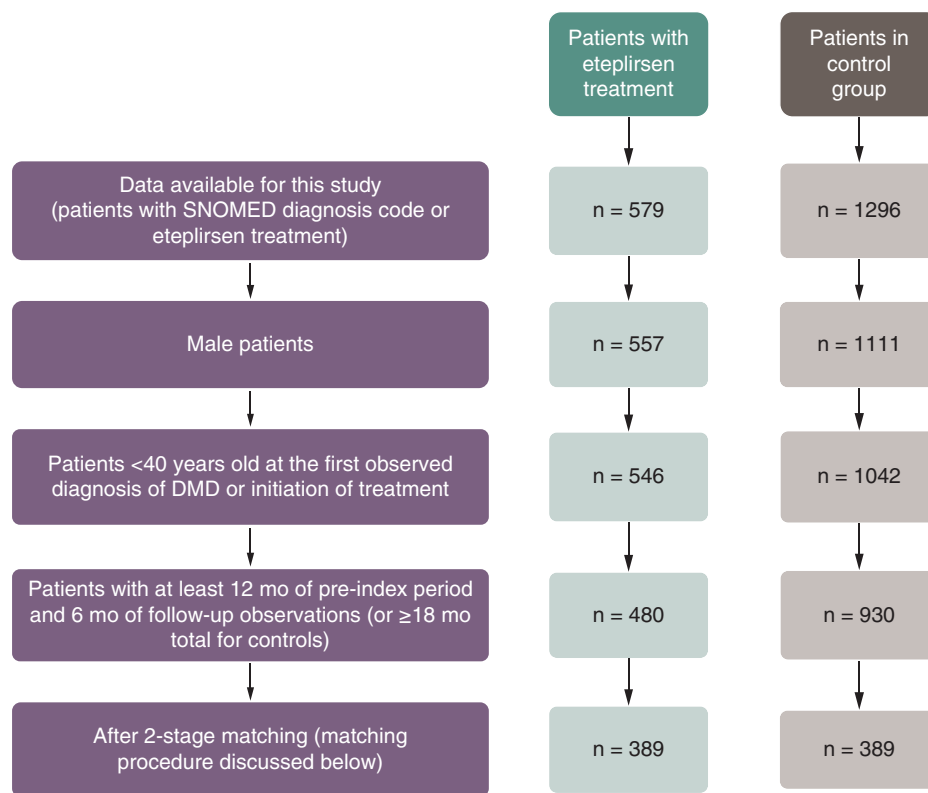 Patients with
eteplirsen
treatment
Patients in
control
group
Data available for this study
(patients with SNOMED diagnosis code or
eteplirsen treatment)
n = 579
n = 1296
Male patients
n = 557
n = 1111
Patients <40 years old at the first observed
diagnosis of DMD or initiation of treatment
n = 546
n = 1042
Patients with at least 12 mo of pre-index period
and 6 mo of follow-up observations (or ≥18 mo
total for controls)
n = 480
n = 930
After 2-stage matching (matching
procedure discussed below)
n = 389
n = 389